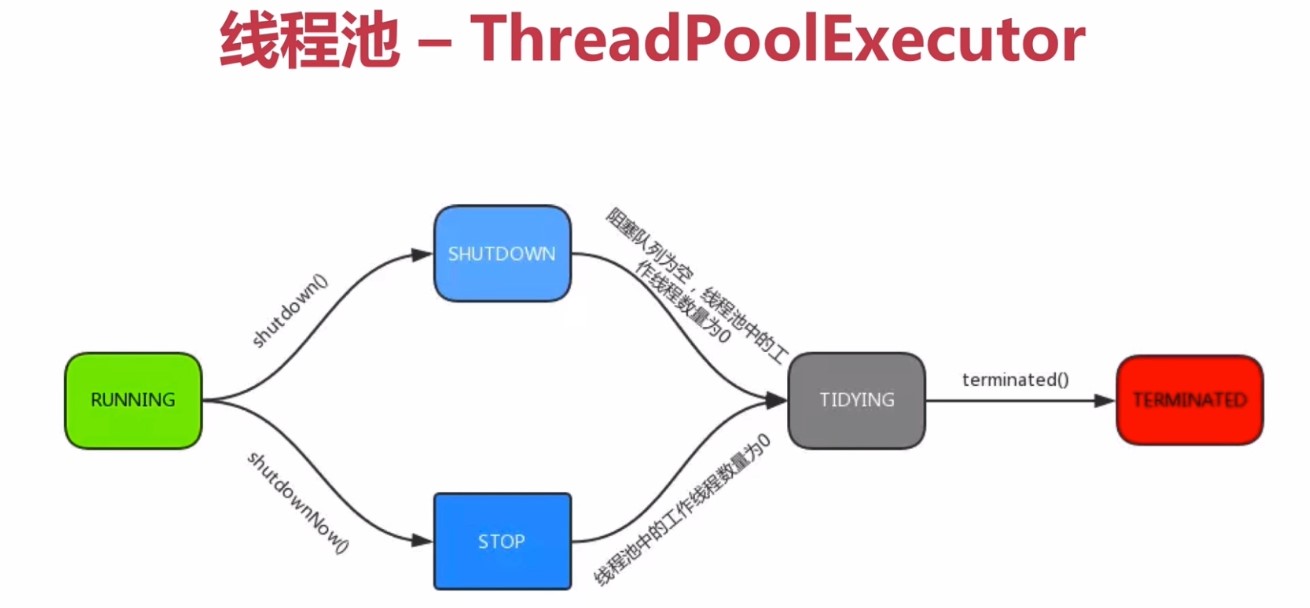 线程池 – ThreadPoolExecutor
SHUTDOWN
阻塞队列为空，线程池中的工
作线程数量为0
shutdown()
RUNNING
TIDYING
terminated()
TERMINATED
shutdownNow()
STOP
线程池中的工作线程数量为0